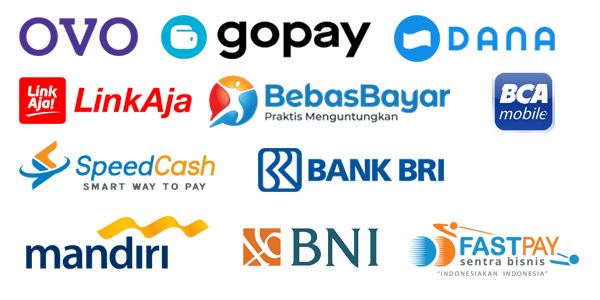 OVO
gopay
DANA
Link
Aja!
LinkAja
BebasBayar
Praktis Menguntungkan
BCA
mobile
SpeedCash
SMART WAY TO PAY
BANK BRI
mandırı
BNI
FASTPAY
sentra bisnis
"INDONESIAKAN INDONESIA"